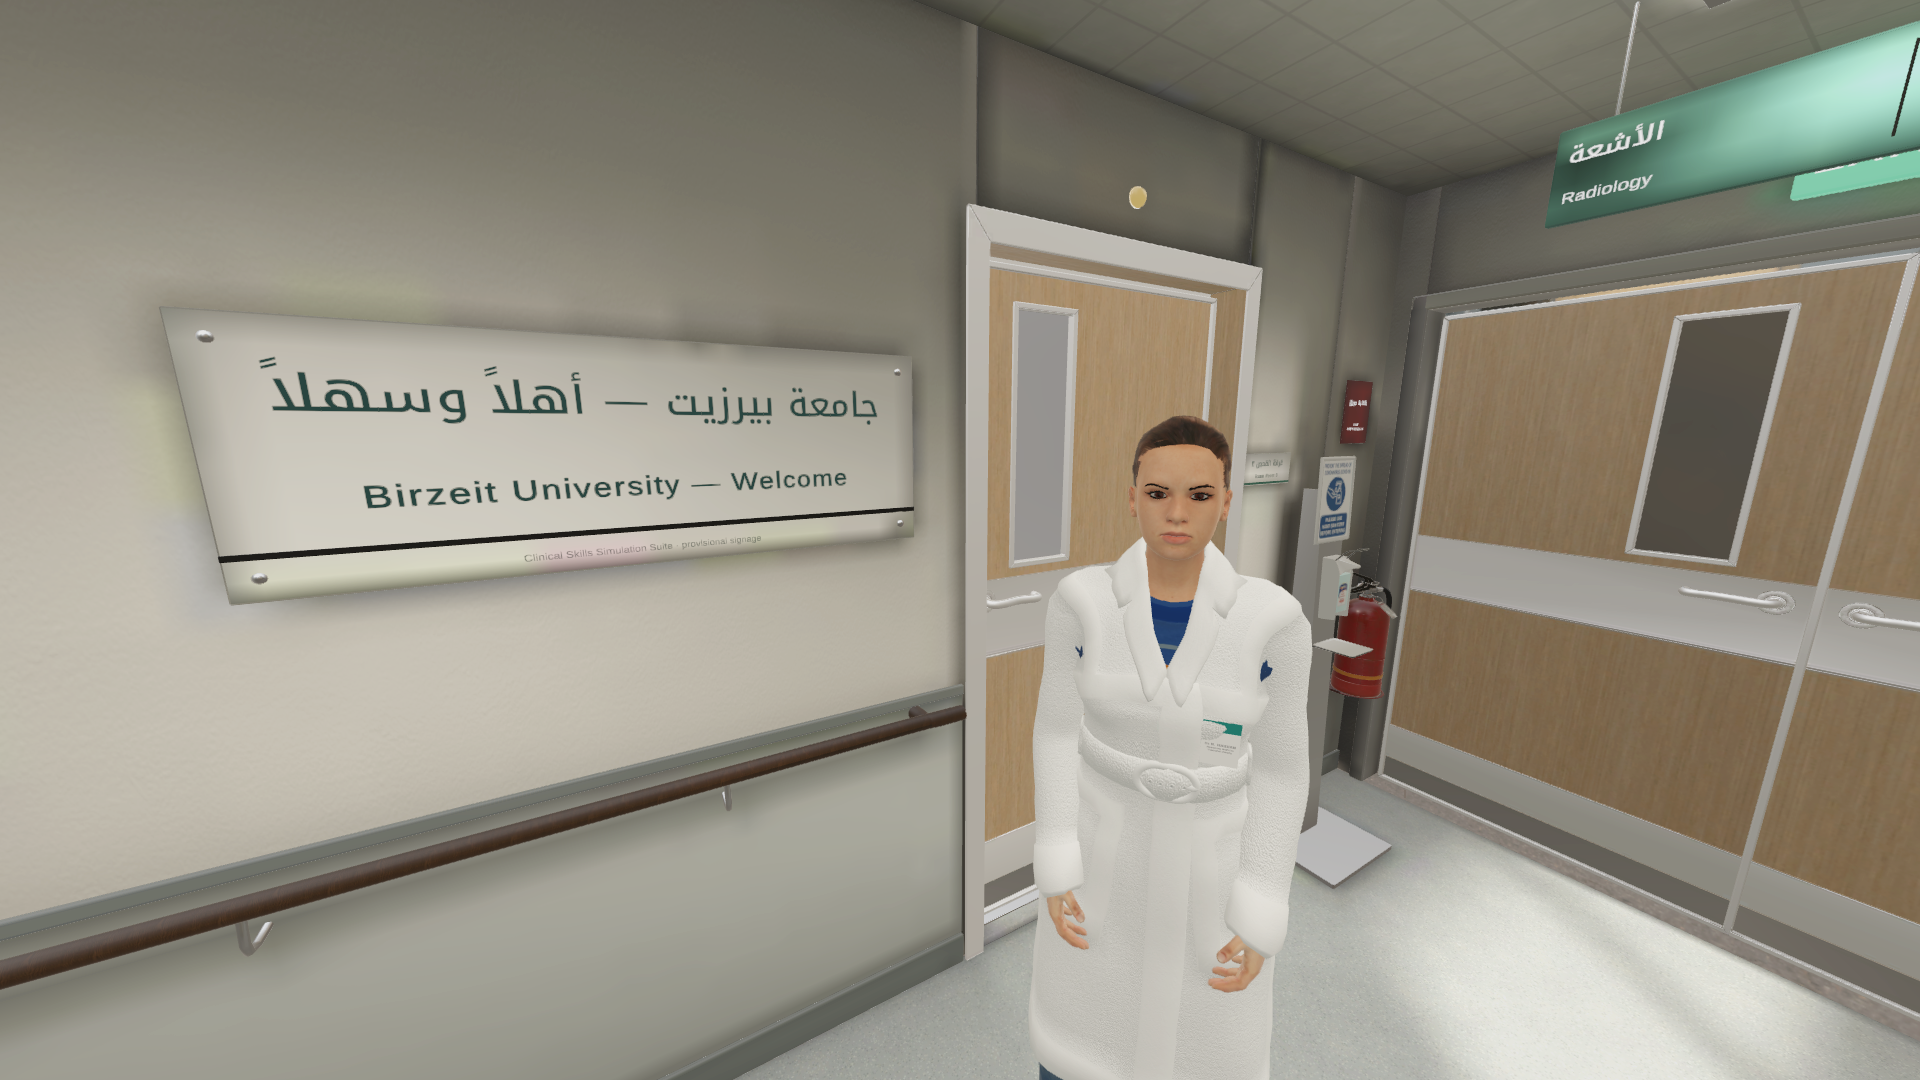 جامعة بيرزيت — أهلاً وسهلاً
Birzeit University — Welcome
Clinical Skills Simulation Suite · provisional signage
الأشعة
Radiology